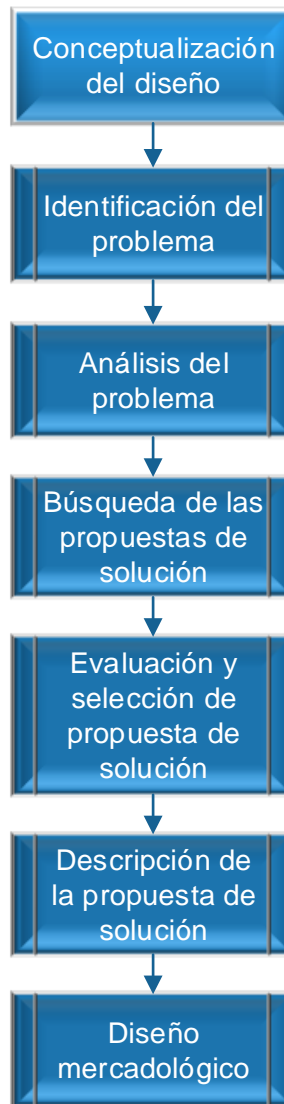 Conceptualización
del diseño
Identificación del
problema
Análisis del
problema
Búsqueda de las
propuestas de
solución
Evaluación y
selección de
propuesta de
solución
Descripción de
la propuesta de
solución
Diseño
mercadológico